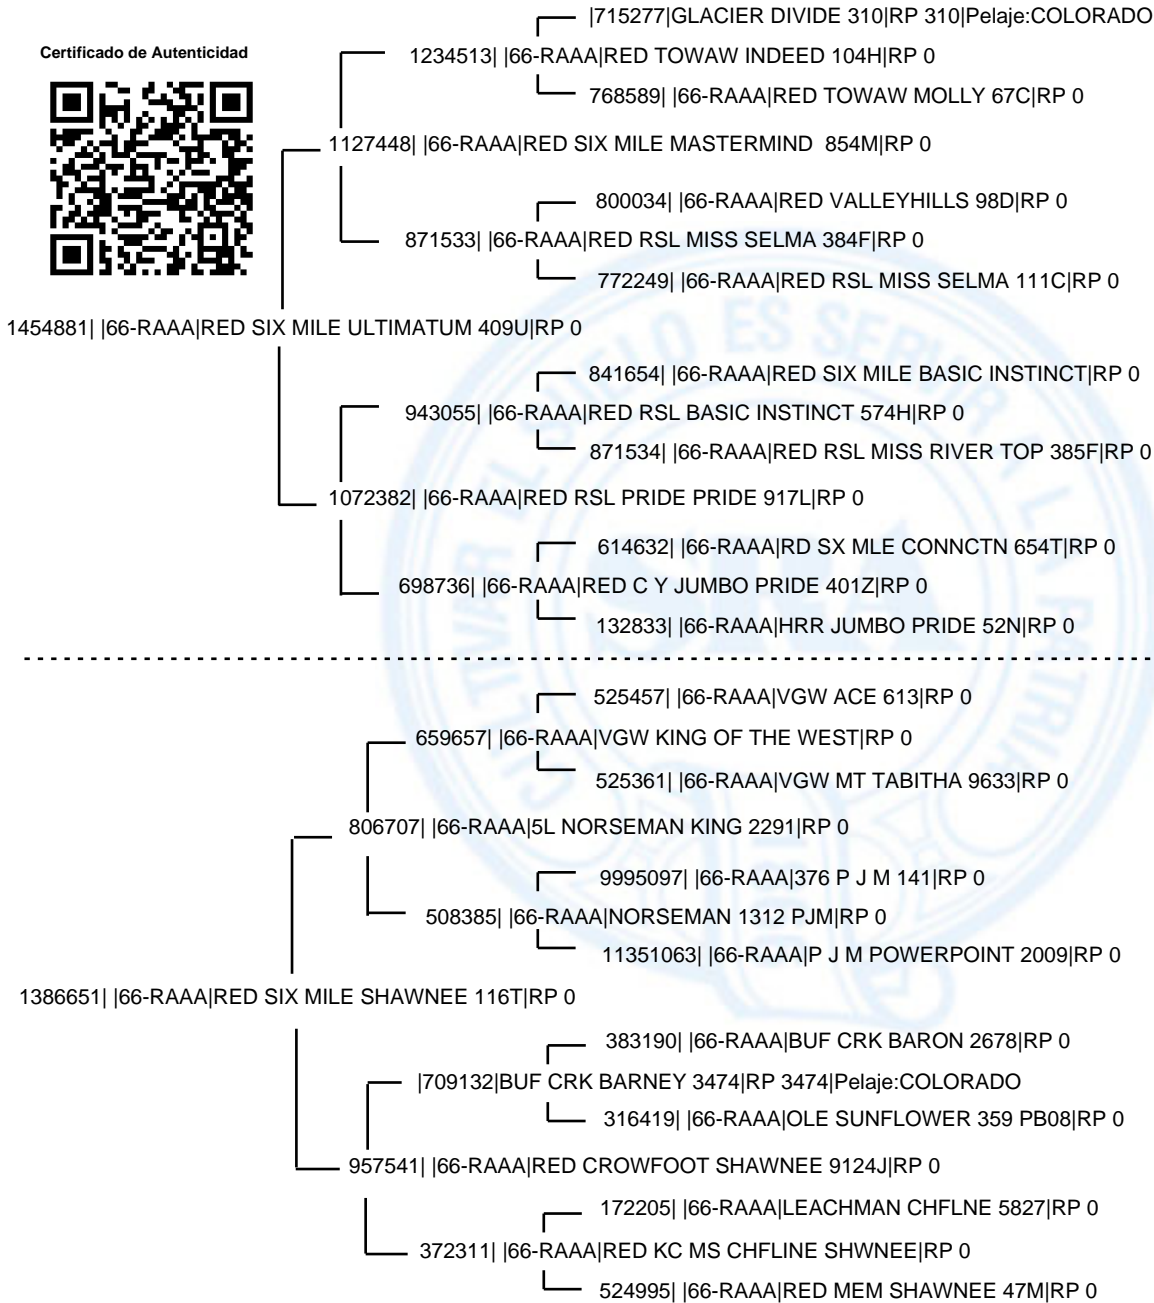 |715277|GLACIER DIVIDE 310|RP 310|Pelaje:COLORADO
Certificado de Autenticidad
1234513| |66-RAAA|RED TOWAW INDEED 104H|RP 0
768589| |66-RAAA|RED TOWAW MOLLY 67C|RP 0
1127448| |66-RAAA|RED SIX MILE MASTERMIND  854M|RP 0
800034| |66-RAAA|RED VALLEYHILLS 98D|RP 0
871533| |66-RAAA|RED RSL MISS SELMA 384F|RP 0
772249| |66-RAAA|RED RSL MISS SELMA 111C|RP 0
1454881| |66-RAAA|RED SIX MILE ULTIMATUM 409U|RP 0
841654| |66-RAAA|RED SIX MILE BASIC INSTINCT|RP 0
943055| |66-RAAA|RED RSL BASIC INSTINCT 574H|RP 0
871534| |66-RAAA|RED RSL MISS RIVER TOP 385F|RP 0
1072382| |66-RAAA|RED RSL PRIDE PRIDE 917L|RP 0
614632| |66-RAAA|RD SX MLE CONNCTN 654T|RP 0
698736| |66-RAAA|RED C Y JUMBO PRIDE 401Z|RP 0
132833| |66-RAAA|HRR JUMBO PRIDE 52N|RP 0
525457| |66-RAAA|VGW ACE 613|RP 0
659657| |66-RAAA|VGW KING OF THE WEST|RP 0
525361| |66-RAAA|VGW MT TABITHA 9633|RP 0
806707| |66-RAAA|5L NORSEMAN KING 2291|RP 0
9995097| |66-RAAA|376 P J M 141|RP 0
508385| |66-RAAA|NORSEMAN 1312 PJM|RP 0
11351063| |66-RAAA|P J M POWERPOINT 2009|RP 0
1386651| |66-RAAA|RED SIX MILE SHAWNEE 116T|RP 0
383190| |66-RAAA|BUF CRK BARON 2678|RP 0
|709132|BUF CRK BARNEY 3474|RP 3474|Pelaje:COLORADO
316419| |66-RAAA|OLE SUNFLOWER 359 PB08|RP 0
957541| |66-RAAA|RED CROWFOOT SHAWNEE 9124J|RP 0
172205| |66-RAAA|LEACHMAN CHFLNE 5827|RP 0
372311| |66-RAAA|RED KC MS CHFLINE SHWNEE|RP 0
524995| |66-RAAA|RED MEM SHAWNEE 47M|RP 0
CULTIVAR EL SUELO ES SERVIR A LA PATRIA
SRA
1866